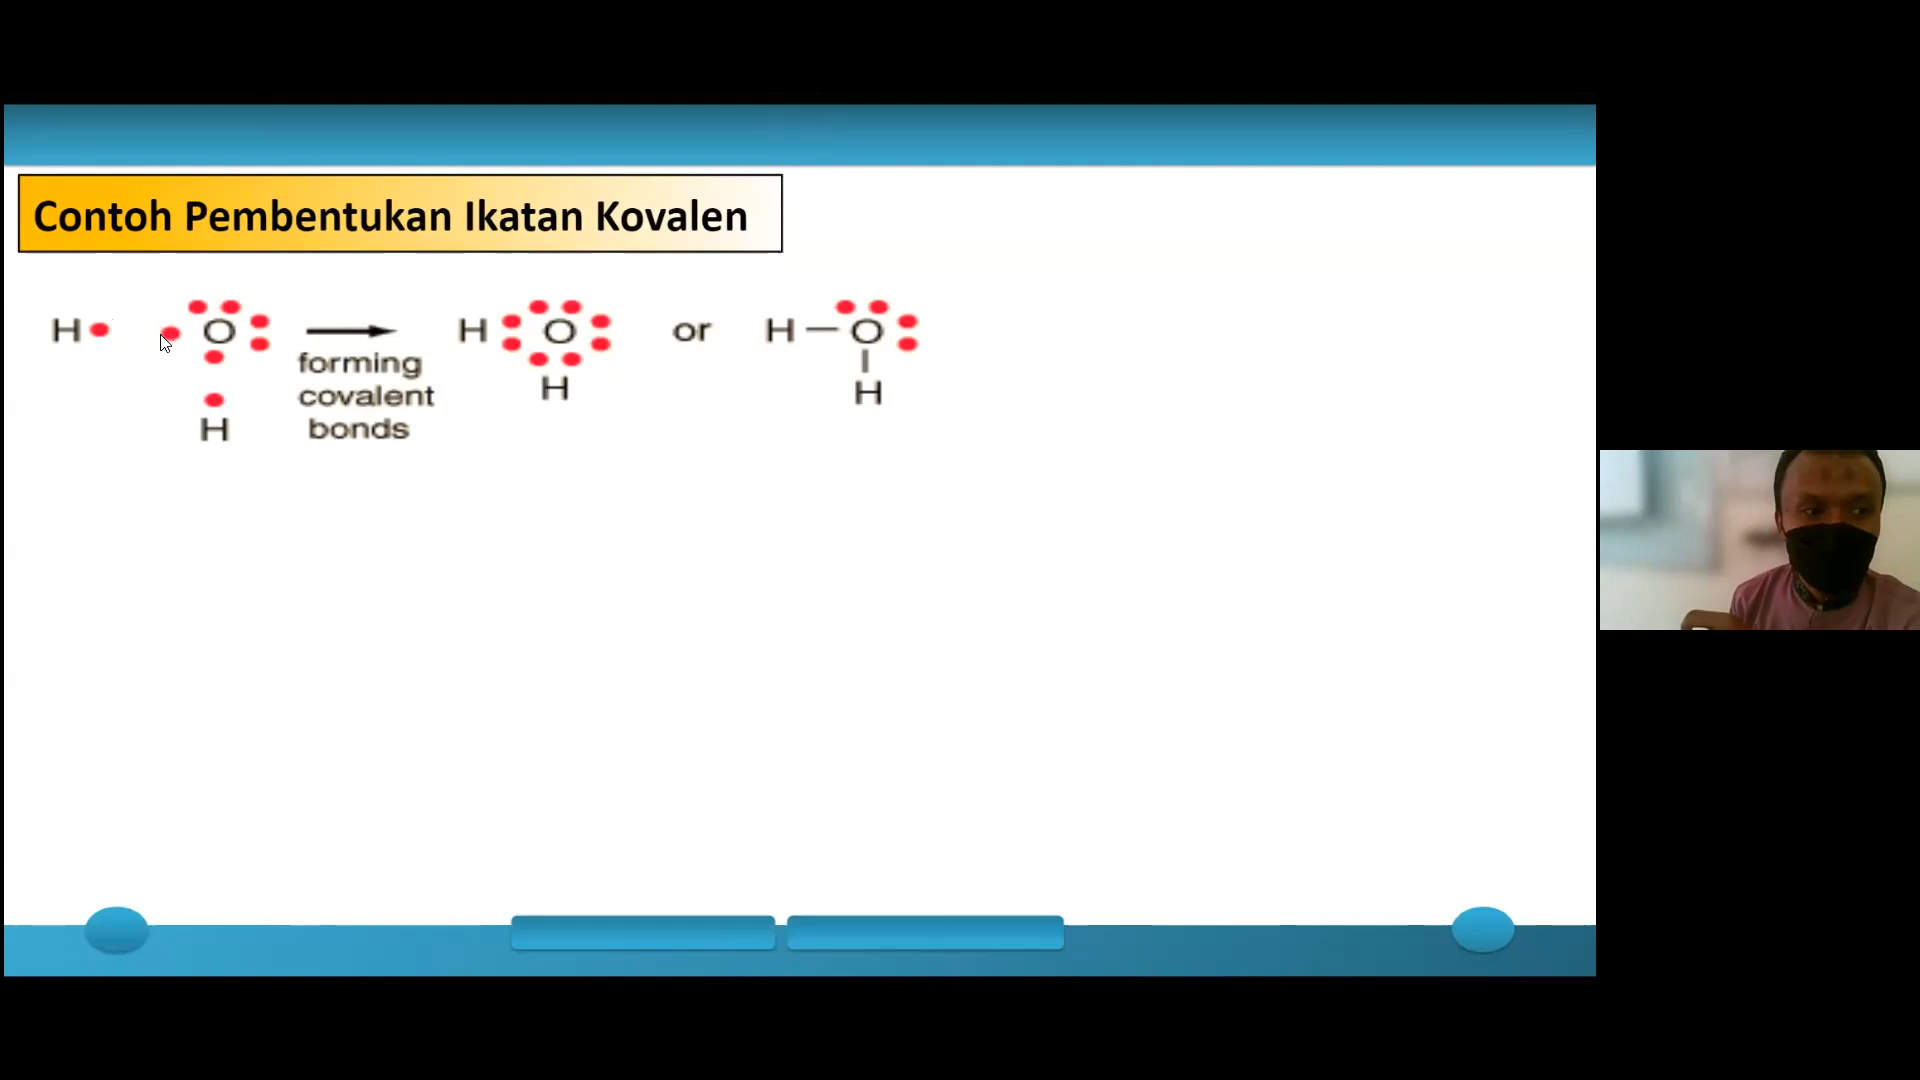 Contoh Pembentukan Ikatan Kovalen
H O H O or H — O
forming
covalent
bonds
H H H